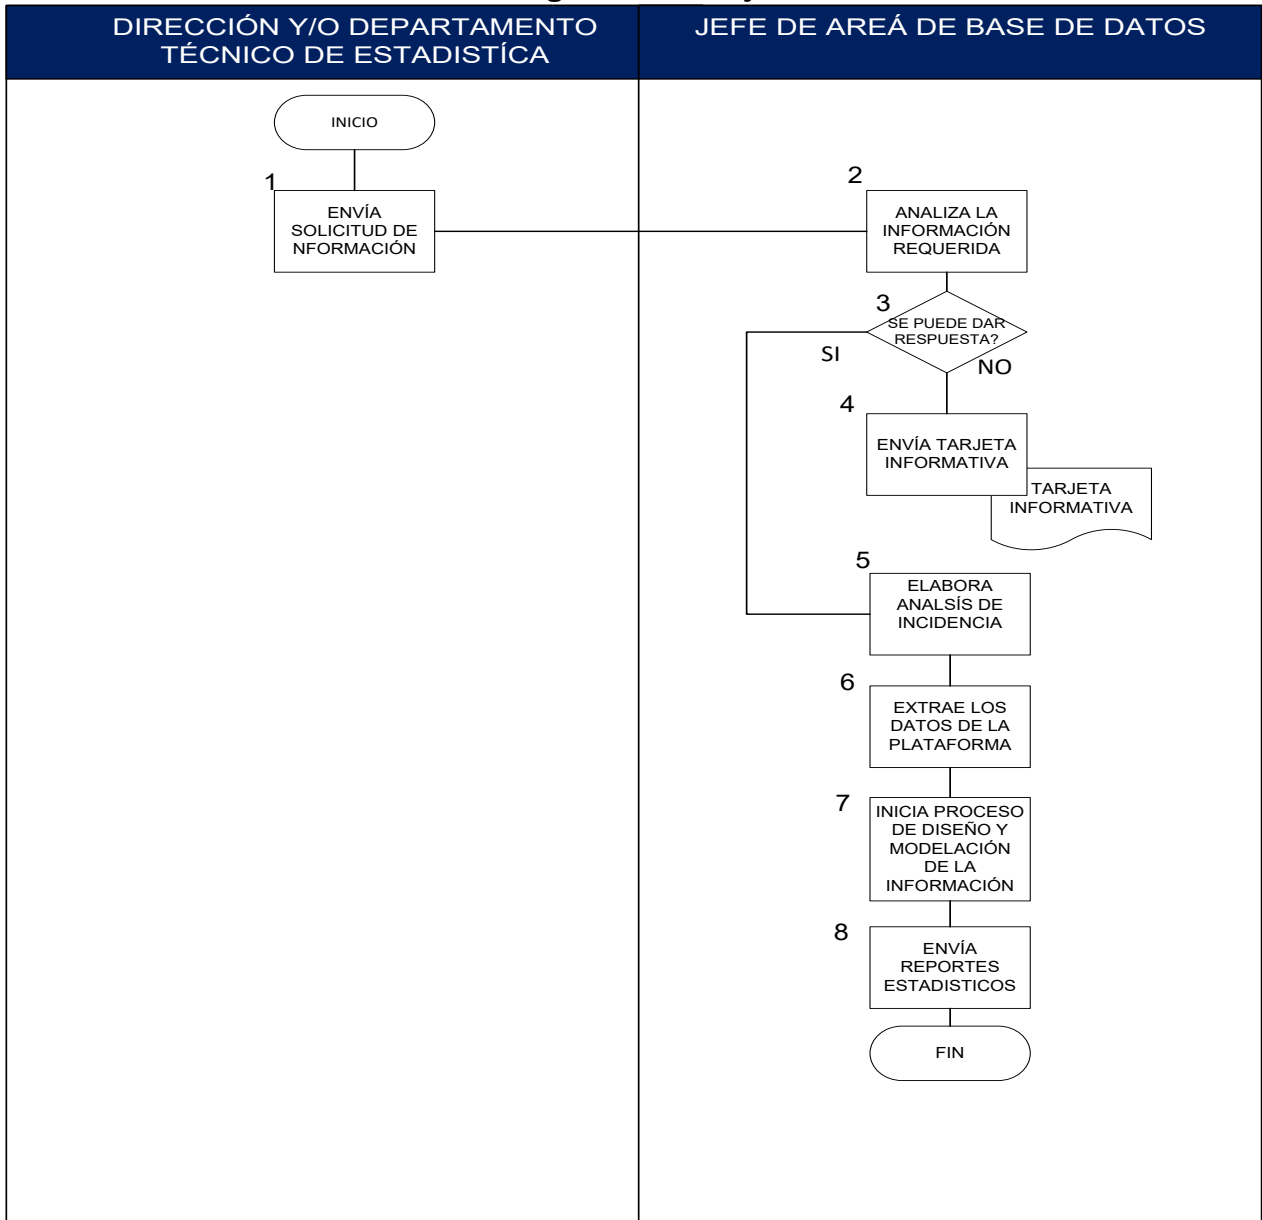 DIRECCIÓN Y/O DEPARTAMENTO
TÉCNICO DE ESTADISTÍCA
JEFE DE AREÁ DE BASE DE DATOS
INICIO
1
ENVÍA
SOLICITUD DE
NFORMACIÓN
2
ANALIZA LA
INFORMACIÓN
REQUERIDA
3
SE PUEDE DAR
RESPUESTA?
SI
NO
4
ENVÍA TARJETA
INFORMATIVA
TARJETA
INFORMATIVA
5
ELABORA
ANALSÍS DE
INCIDENCIA
6
EXTRAE LOS
DATOS DE LA
PLATAFORMA
7
INICIA PROCESO
DE DISEÑO Y
MODELACIÓN
DE LA
INFORMACIÓN
8
ENVÍA
REPORTES
ESTADISTICOS
FIN